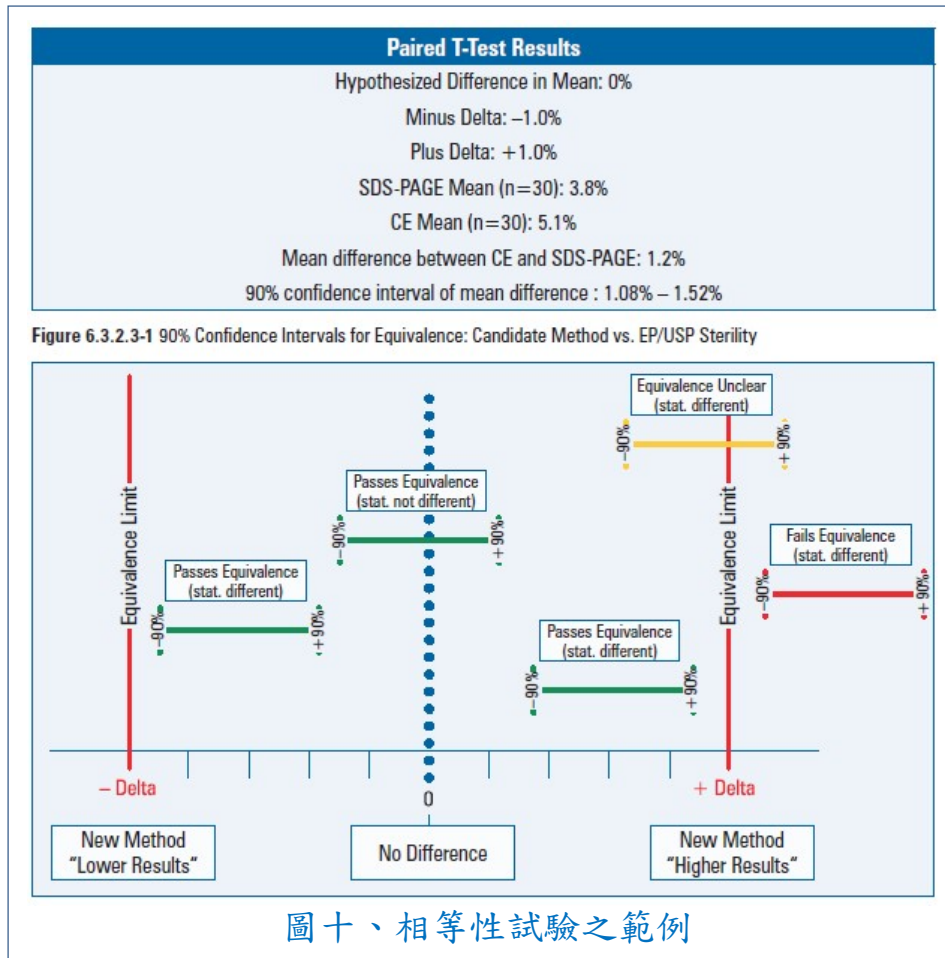 Paired T-Test Results
Hypothesized Difference in Mean: 0%
Minus Delta: –1.0%
Plus Delta: +1.0%
SDS-PAGE Mean (n=30): 3.8%
CE Mean (n=30): 5.1%
Mean difference between CE and SDS-PAGE: 1.2%
90% confidence interval of mean difference : 1.08% – 1.52%
Figure 6.3.2.3-1 90% Confidence Intervals for Equivalence: Candidate Method vs. EP/USP Sterility
Equivalence Unclear
(stat. different)
–90%
+90%
Passes Equivalence
(stat. not different)
–90%
+90%
Equivalence Limit
Equivalence Limit
Fails Equivalence
(stat. different)
–90%
+90%
Passes Equivalence
(stat. different)
–90%
+90%
Passes Equivalence
(stat. different)
–90%
+90%
– Delta
0
+ Delta
New Method
"Lower Results"
No Difference
New Method
"Higher Results"
圖十、相等性試驗之範例